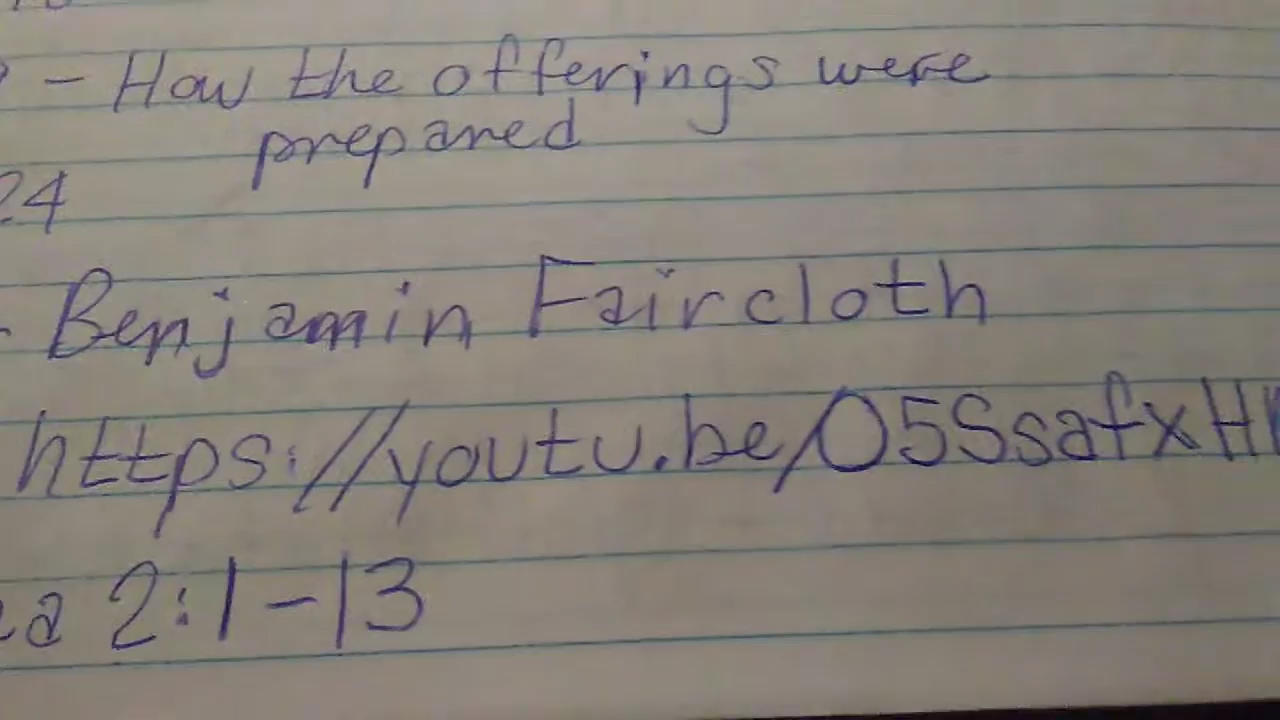 - How the offerings were
prepared
24
- Benjamin Faircloth
https://youtu.be/O5SsafxH
2:1-13